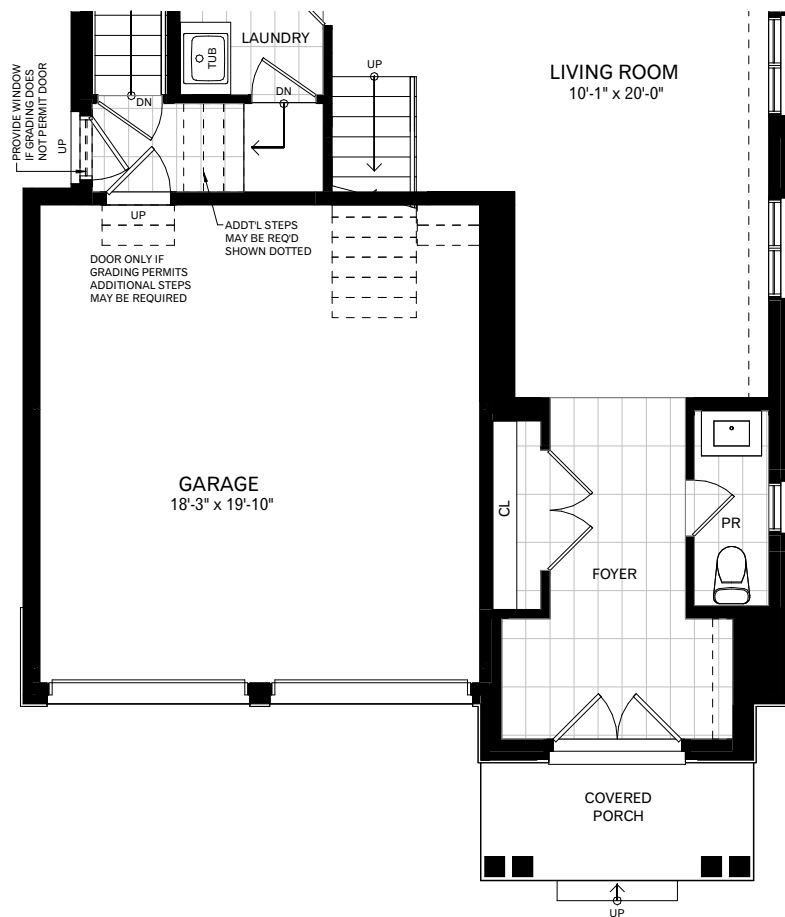 LAUNDRY
TUB
UP
LIVING ROOM
10'-1" x 20'-0"
DN
DN
PROVIDE WINDOW
IF GRADING DOES
NOT PERMIT DOOR
UP
UP
ADDT'L STEPS
MAY BE REQ'D
SHOWN DOTTED
DOOR ONLY IF
GRADING PERMITS
ADDITIONAL STEPS
MAY BE REQUIRED
GARAGE
18'-3" x 19'-10"
CL
PR
FOYER
COVERED
PORCH
UP